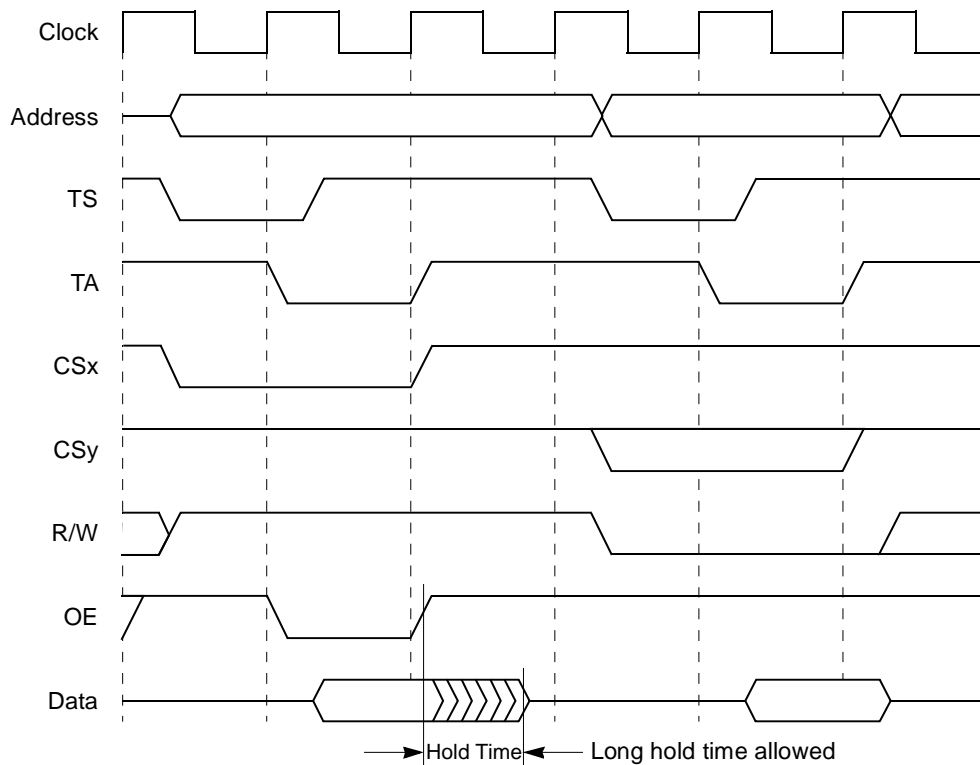 Clock
Address
TS
TA
CSx
CSy
R/W
OE
Data
Hold Time
Long hold time allowed